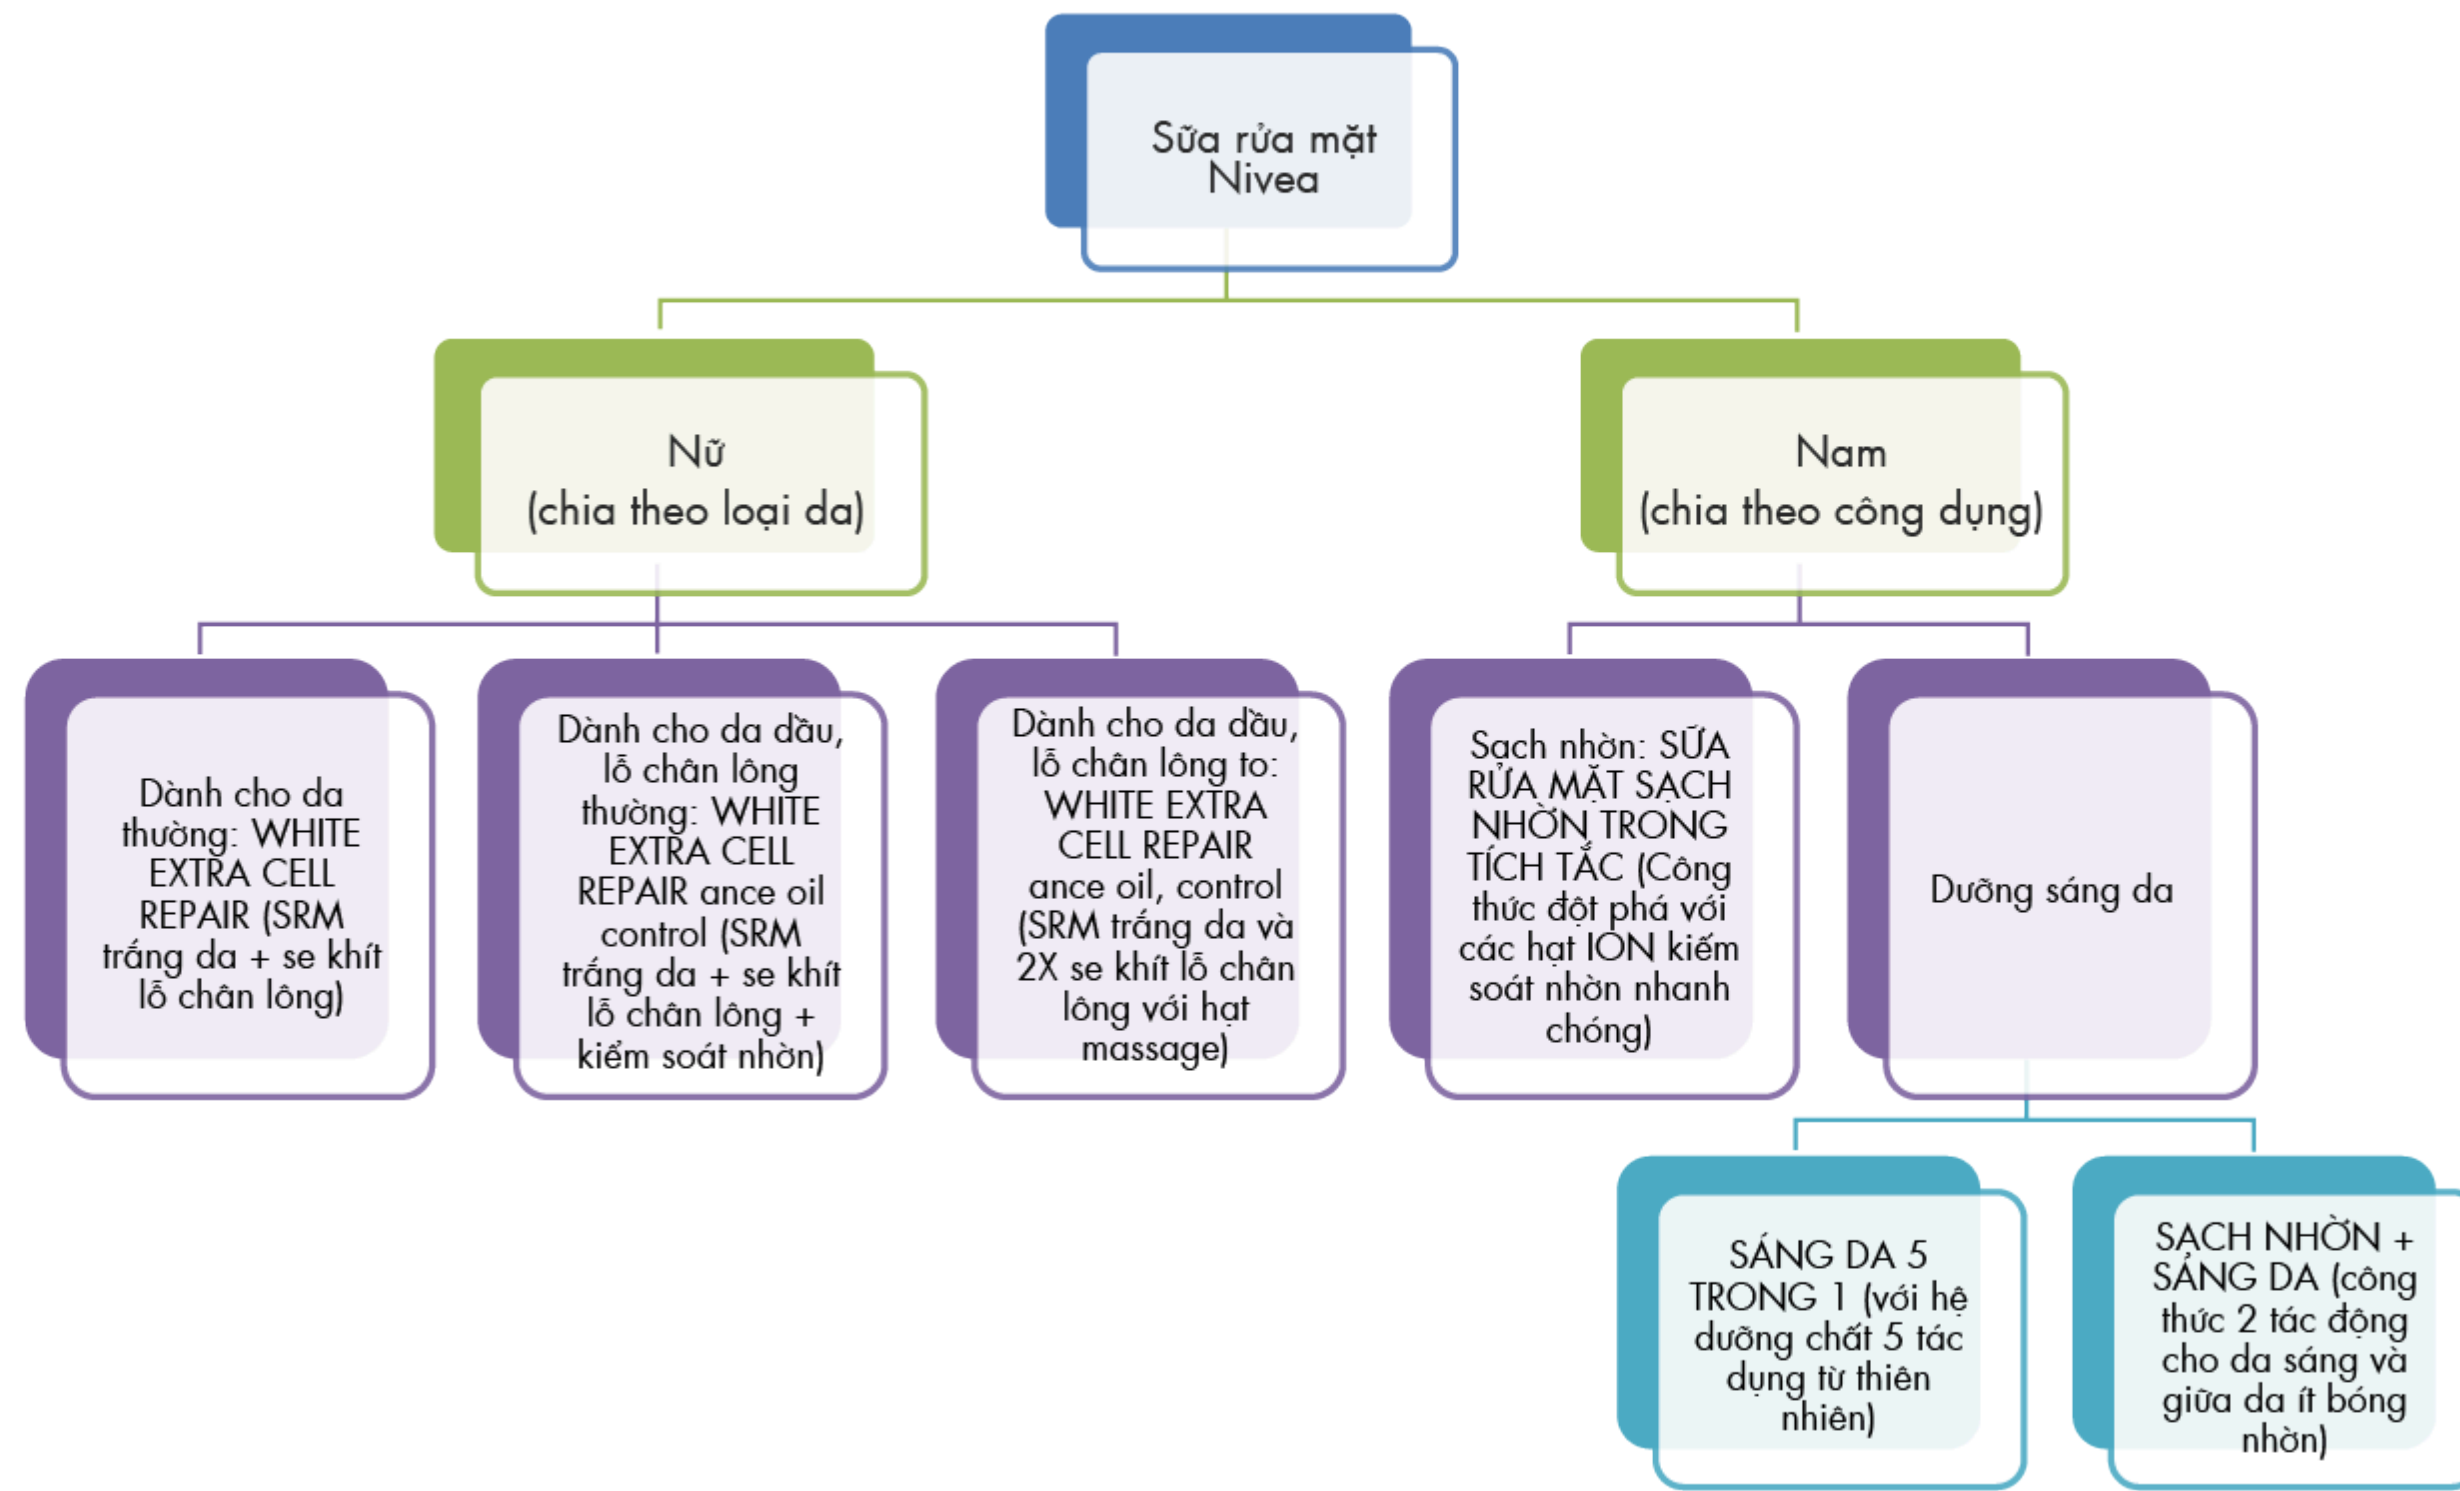 Sữa rửa mặt
Nivea
Nữ
(chia theo loại da)
Nam
(chia theo công dụng)
Dành cho da
thường: WHITE
EXTRA CELL
REPAIR (SRM
trắng da + se khít
lỗ chân lông)
Dành cho da dầu,
lỗ chân lông
thường: WHITE
EXTRA CELL
REPAIR ance oil
control (SRM
trắng da + se khít
lỗ chân lông +
kiểm soát nhờn)
Dành cho da dầu,
lỗ chân lông to:
WHITE EXTRA
CELL REPAIR
ance oil, control
(SRM trắng da và
2X se khít lỗ chân
lông với hạt
massage)
Sạch nhờn: SỮA
RỬA MẶT SẠCH
NHỜN TRONG
TÍCH TẮC (Công
thức đột phá với
các hạt ION kiếm
soát nhờn nhanh
chóng)
Dưỡng sáng da
SÁNG DA 5
TRONG 1 (với hệ
dưỡng chất 5 tác
dụng từ thiên
nhiên)
SẠCH NHỜN +
SÁNG DA (công
thức 2 tác động
cho da sáng và
giữa da ít bóng
nhờn)